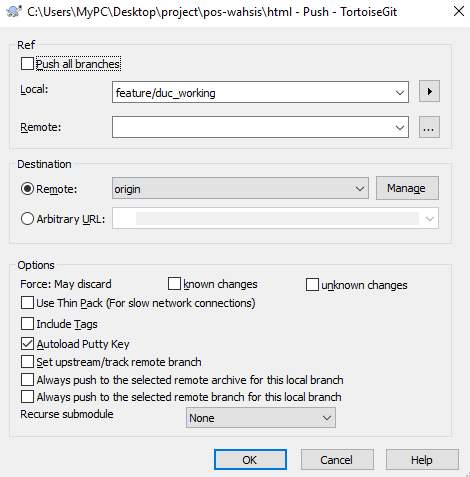 C:\Users\MyPC\Desktop\project\pos-wahsis\html - Push - TortoiseGit
Ref
Push all branches
Local:
feature/duc_working
Remote:
...
Destination
Remote:
origin
Manage
Arbitrary URL:
Options
Force: May discard
known changes
unknown changes
Use Thin Pack (For slow network connections)
Include Tags
Autoload Putty Key
Set upstream/track remote branch
Always push to the selected remote archive for this local branch
Always push to the selected remote branch for this local branch
Recurse submodule
None
OK
Cancel
Help